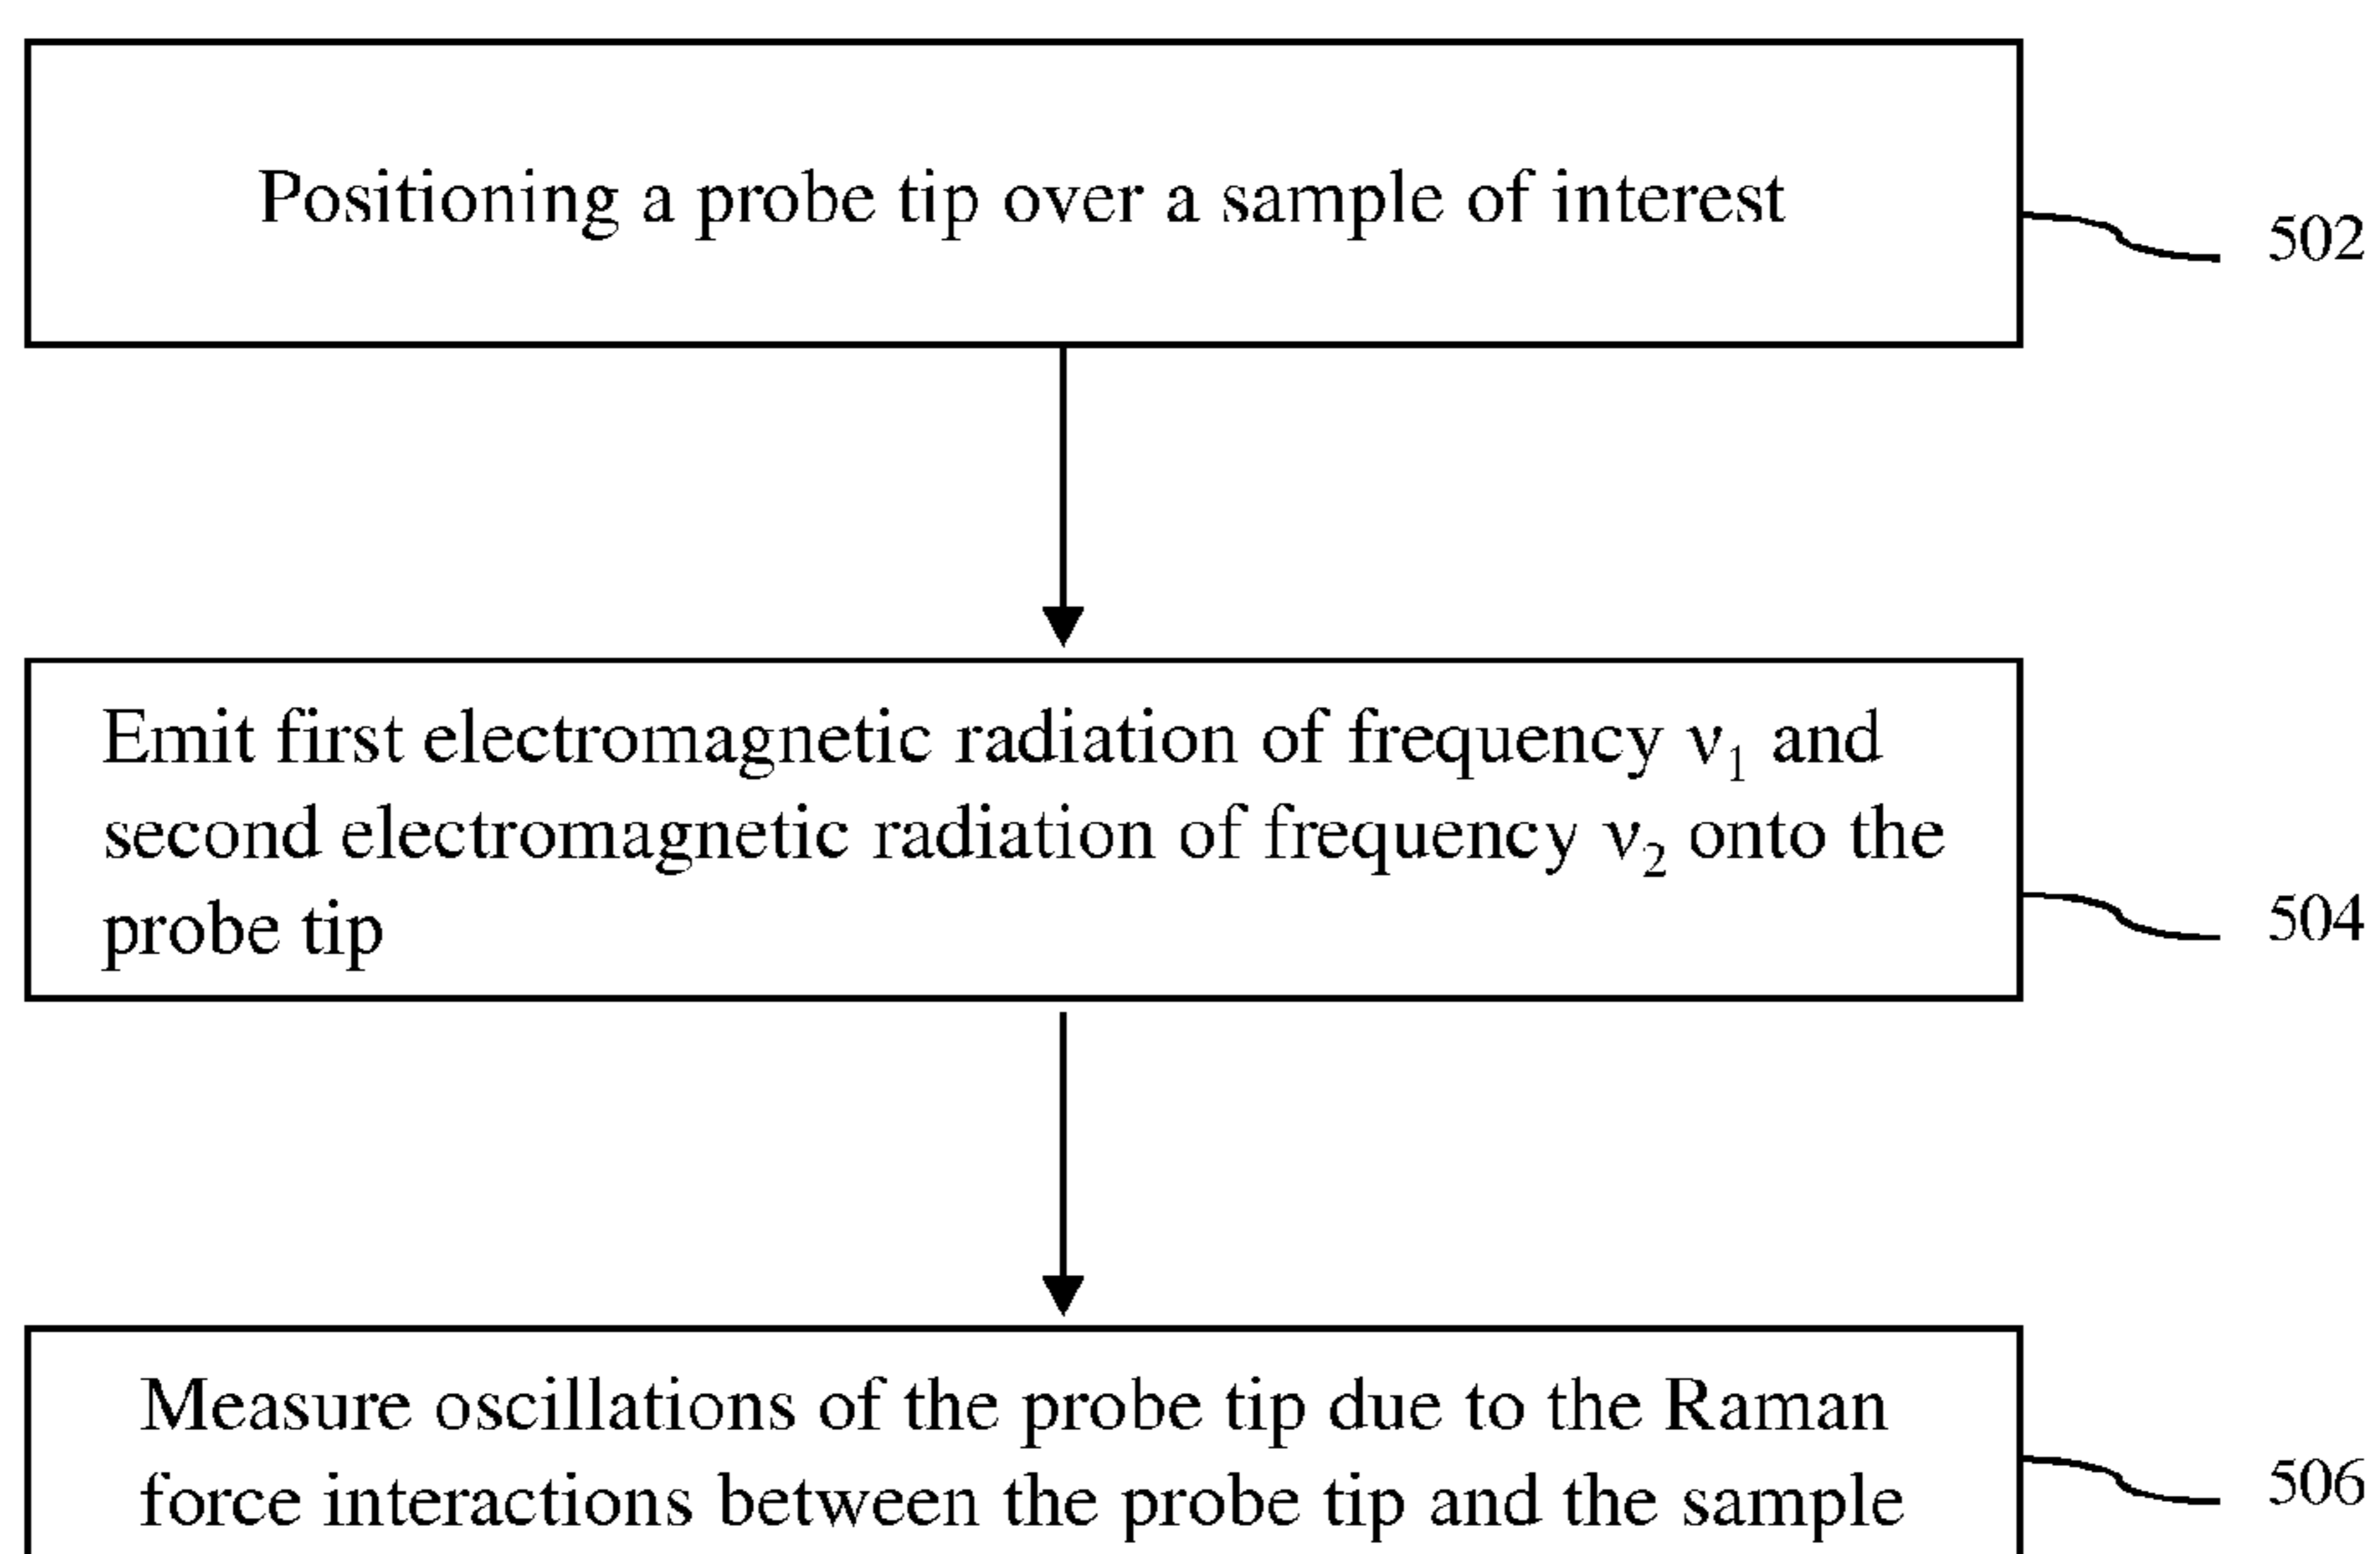 Positioning a probe tip over a sample of interest
502
Emit first electromagnetic radiation of frequency ν₁ and
second electromagnetic radiation of frequency ν₂ onto the
probe tip
504
Measure oscillations of the probe tip due to the Raman
force interactions between the probe tip and the sample
506